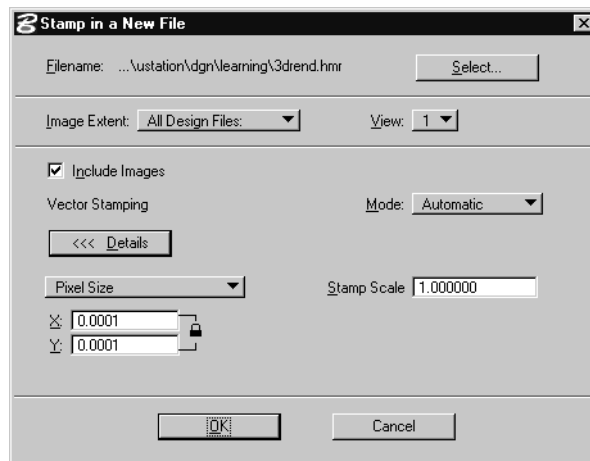 Stamp in a New File
Filename: ...\ustation\dgn\learning\3drend.hmr Select...
Image Extent: All Design Files: View: 1
Include Images
Vector Stamping Mode: Automatic
<<< Details
Pixel Size Stamp Scale 1.000000
X: 0.0001
Y: 0.0001
OK Cancel